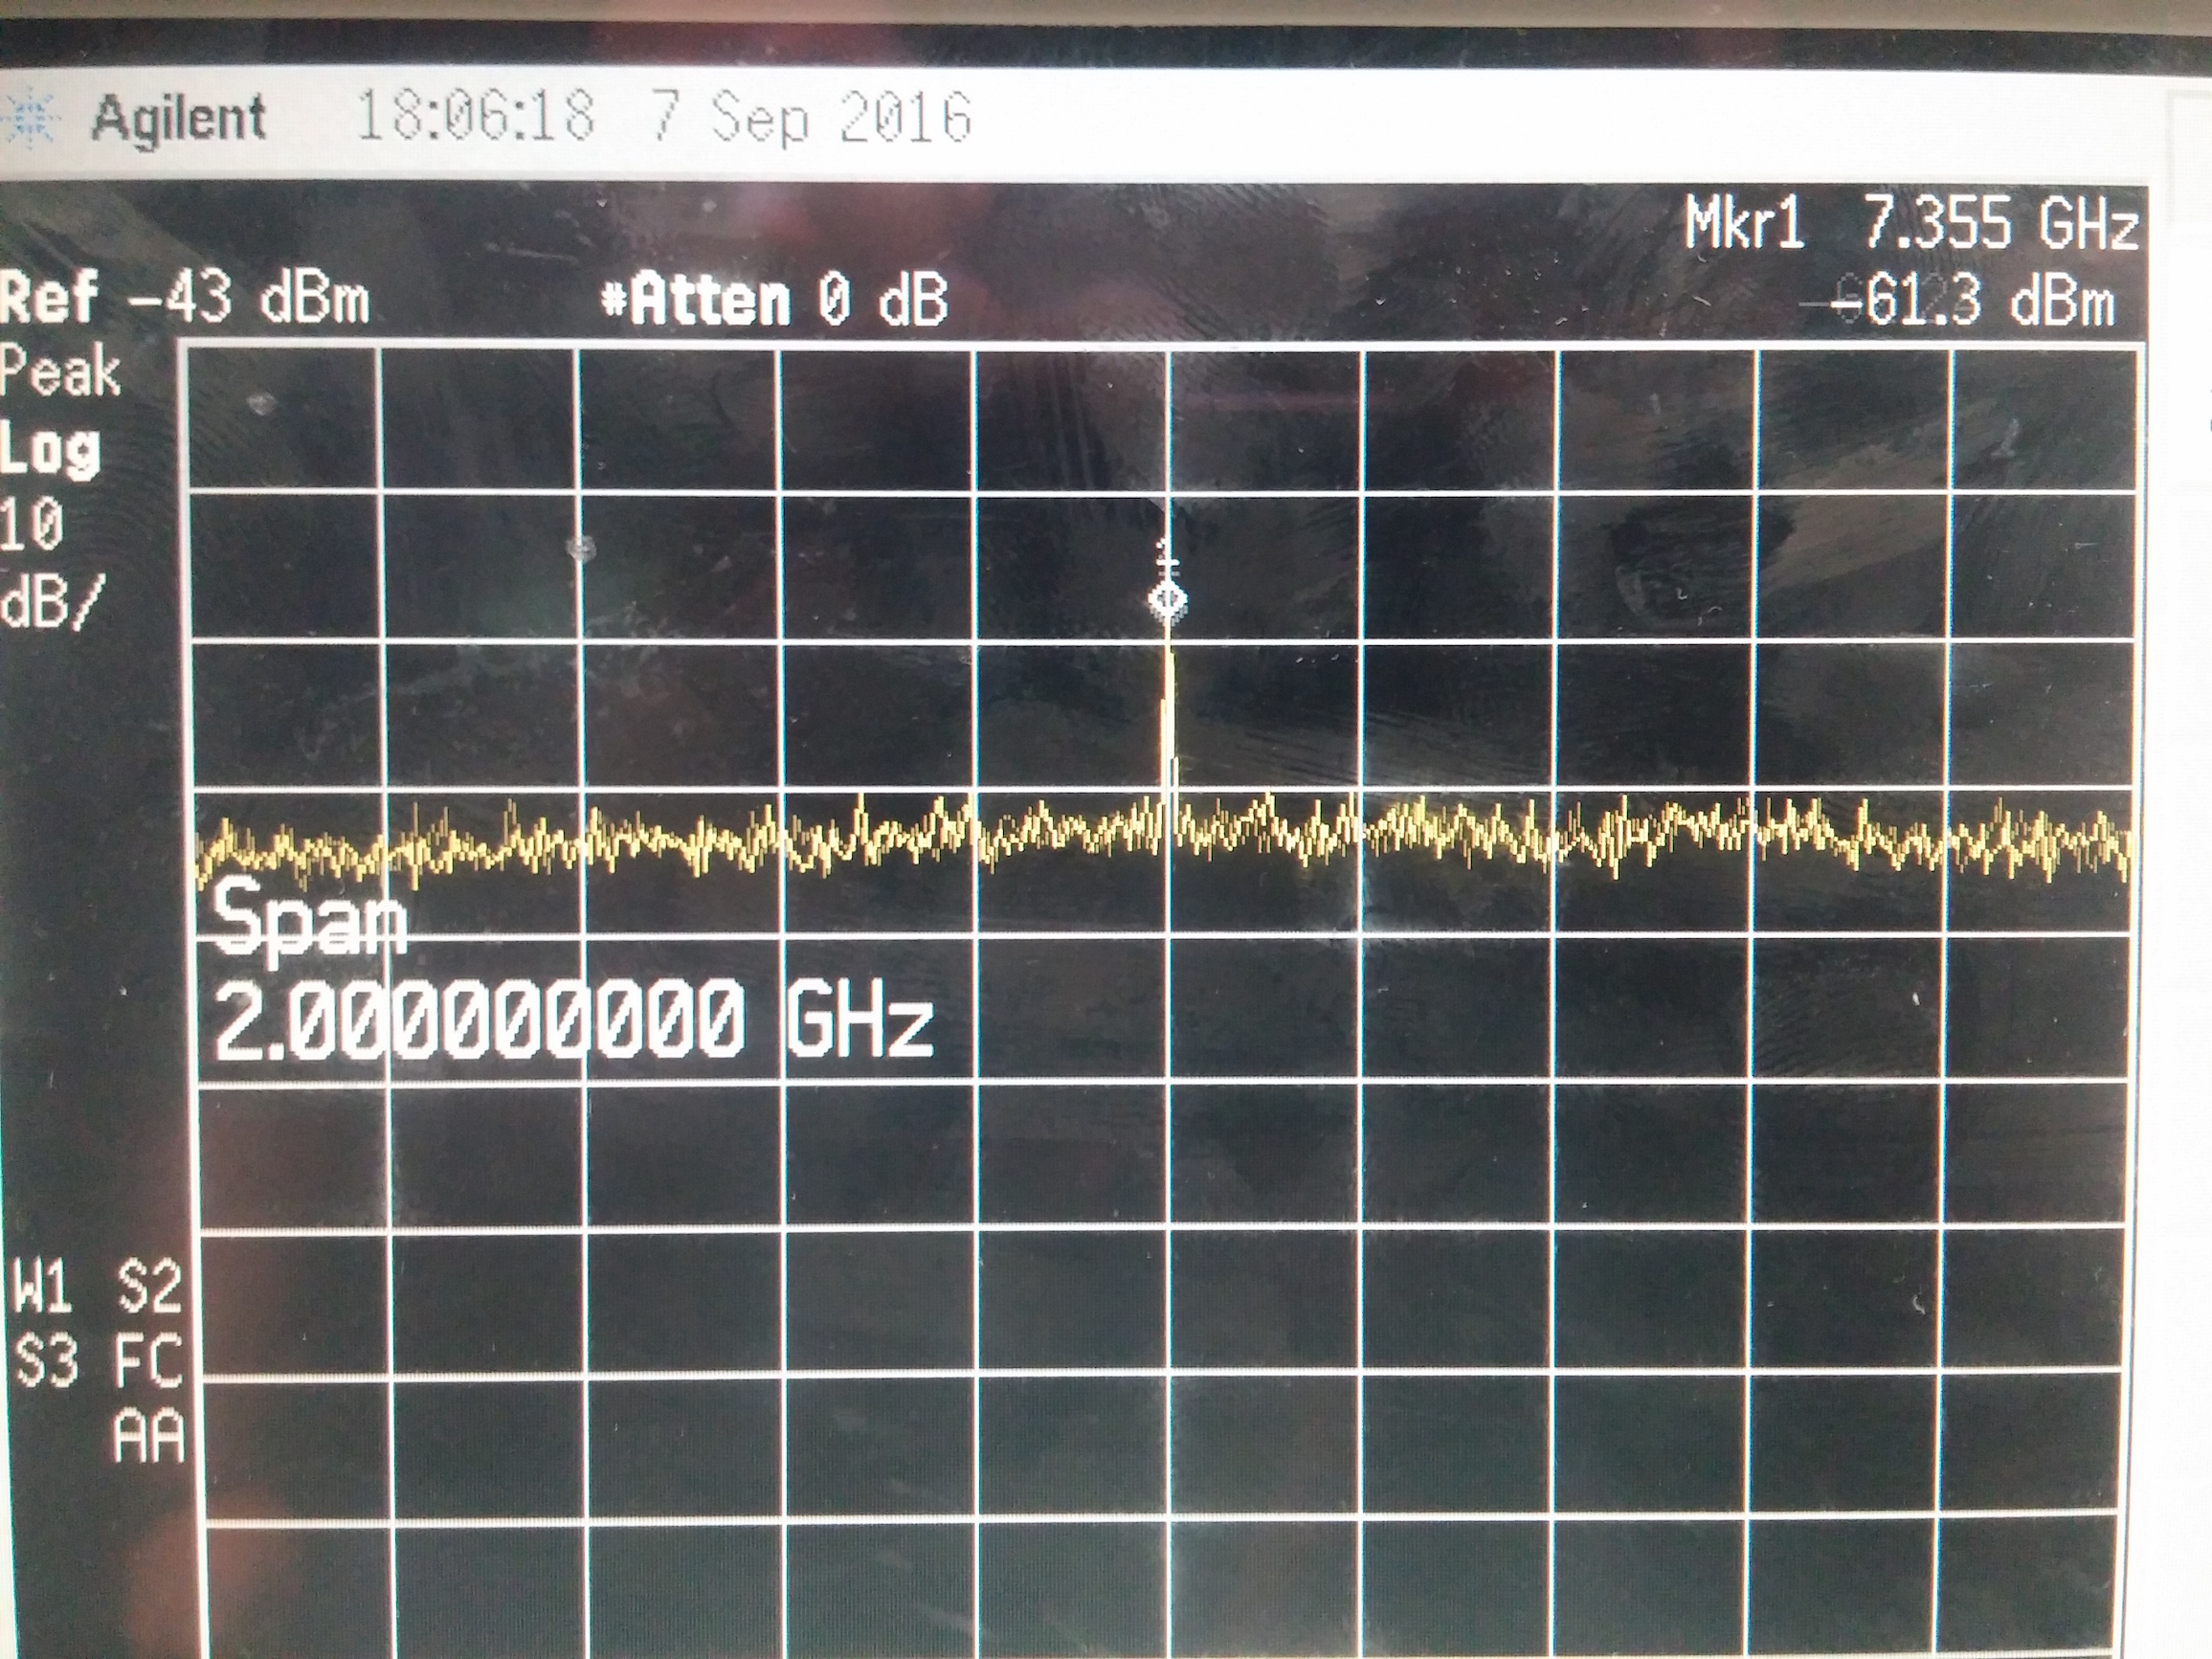 Agilent 18:06:18 7 Sep 2016
Mkr1 7.355 GHz
Ref -43 dBm #Atten 0 dB -61.3 dBm
Peak
Log
10
dB/
Span
2.000000000 GHz
W1 S2
S3 FC
AA